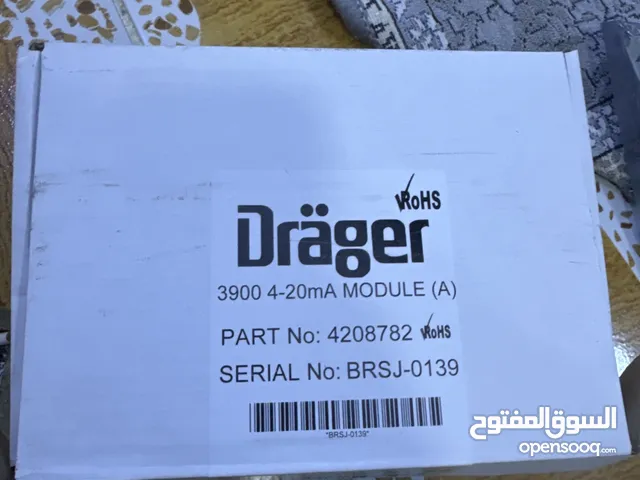 RoHS
Dräger
3900 4-20mA MODULE (A)
PART No: 4208782 RoHS
SERIAL No: BRSJ-0139
*BRSJ-0139*
السوق المفتوح
opensooq.com